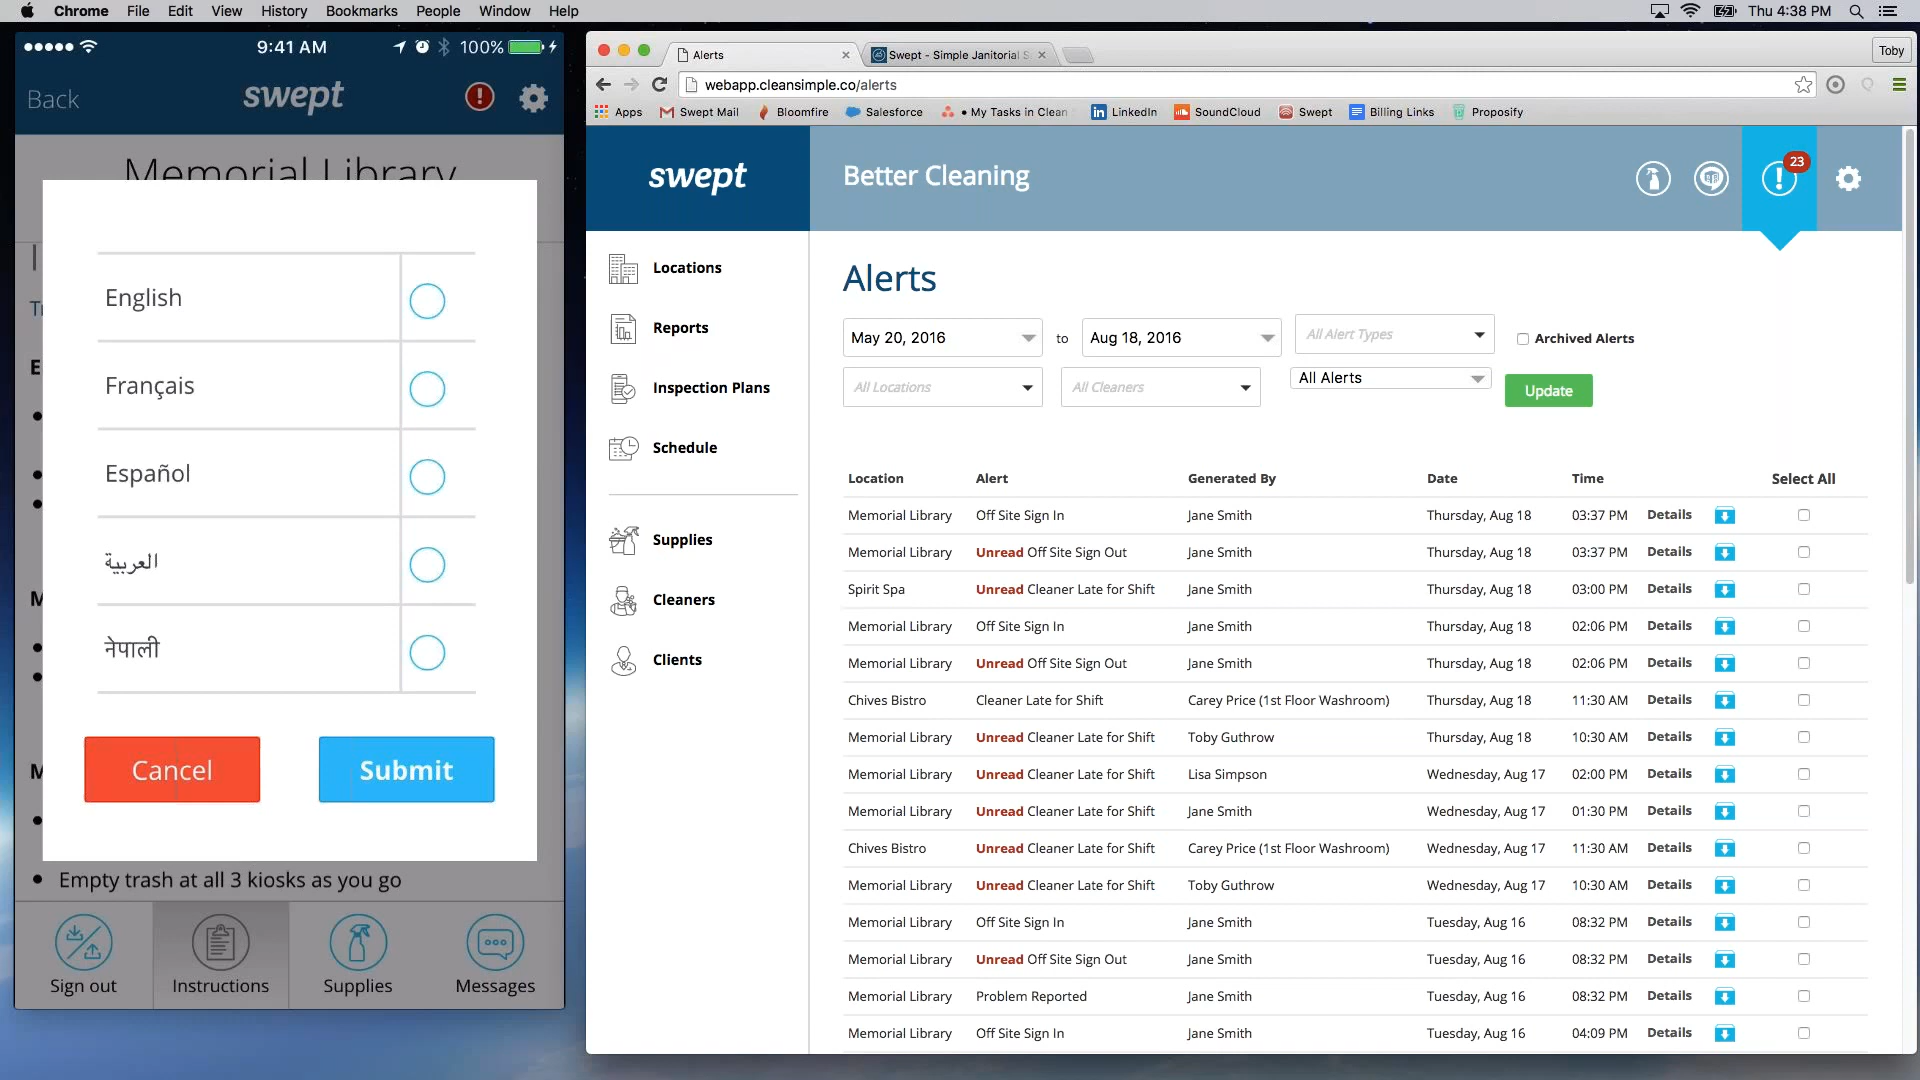 Chrome File Edit View History Bookmarks People Window Help Thu 4:38 PM
9:41 AM 100%
Back swept !
Memorial Library
English
Français
Español
العربية
नेपाली
Cancel Submit
Empty trash at all 3 kiosks as you go
Sign out Instructions Supplies Messages
Alerts Swept - Simple Janitorial Toby
webapp.cleansimple.co/alerts
Apps Swept Mail Bloomfire Salesforce • My Tasks in Clean LinkedIn SoundCloud Swept Billing Links Proposify
swept Better Cleaning ! 23
Locations
Reports
Inspection Plans
Schedule
Supplies
Cleaners
Clients
Alerts
May 20, 2016 to Aug 18, 2016 All Alert Types Archived Alerts
All Locations All Cleaners All Alerts Update
Location Alert Generated By Date Time Select All
Memorial Library Off Site Sign In Jane Smith Thursday, Aug 18 03:37 PM Details
Memorial Library Unread Off Site Sign Out Jane Smith Thursday, Aug 18 03:37 PM Details
Spirit Spa Unread Cleaner Late for Shift Jane Smith Thursday, Aug 18 03:00 PM Details
Memorial Library Off Site Sign In Jane Smith Thursday, Aug 18 02:06 PM Details
Memorial Library Unread Off Site Sign Out Jane Smith Thursday, Aug 18 02:06 PM Details
Chives Bistro Cleaner Late for Shift Carey Price (1st Floor Washroom) Thursday, Aug 18 11:30 AM Details
Memorial Library Unread Cleaner Late for Shift Toby Guthrow Thursday, Aug 18 10:30 AM Details
Memorial Library Unread Cleaner Late for Shift Lisa Simpson Wednesday, Aug 17 02:00 PM Details
Memorial Library Unread Cleaner Late for Shift Jane Smith Wednesday, Aug 17 01:30 PM Details
Chives Bistro Unread Cleaner Late for Shift Carey Price (1st Floor Washroom) Wednesday, Aug 17 11:30 AM Details
Memorial Library Unread Cleaner Late for Shift Toby Guthrow Wednesday, Aug 17 10:30 AM Details
Memorial Library Off Site Sign In Jane Smith Tuesday, Aug 16 08:32 PM Details
Memorial Library Unread Off Site Sign Out Jane Smith Tuesday, Aug 16 08:32 PM Details
Memorial Library Problem Reported Jane Smith Tuesday, Aug 16 08:32 PM Details
Memorial Library Off Site Sign In Jane Smith Tuesday, Aug 16 04:09 PM Details